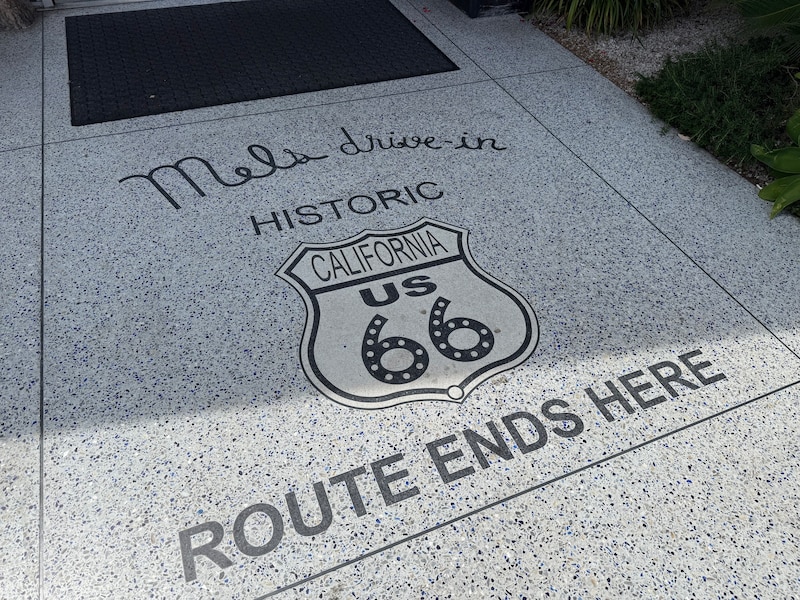 Mels drive-in
HISTORIC
CALIFORNIA
US
66
ROUTE ENDS HERE